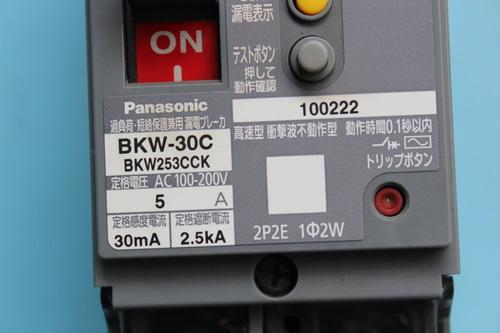 漏電表示
ON
テストボタン
押して
動作確認
Panasonic
100222
過負荷・短絡保護兼用 漏電ブレーカ
高速型 衝撃波不動作型 動作時間0.1秒以内
BKW-30C
BKW253CCK
トリップボタン
定格電圧 AC100-200V
5 A
定格感度電流 定格遮断電流
30mA 2.5kA
2P2E 1Φ2W